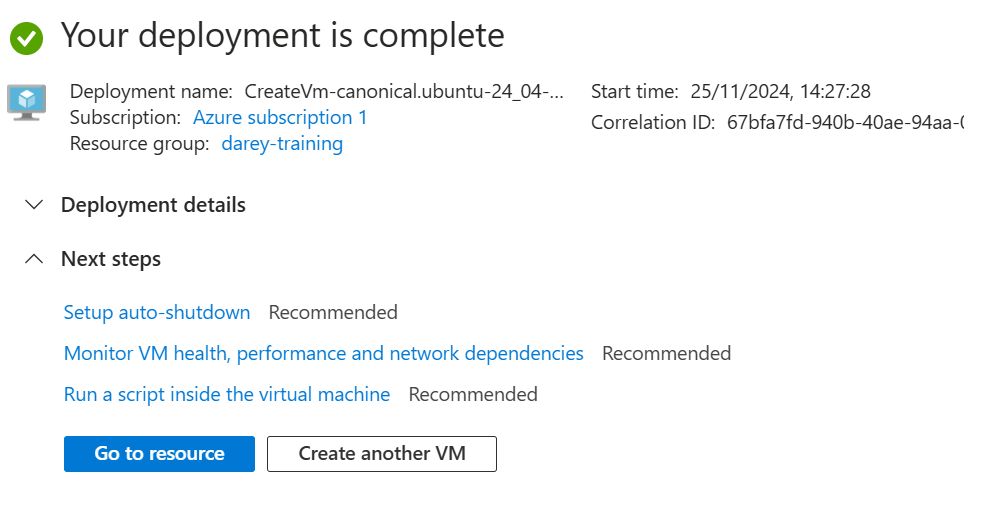 Your deployment is complete
Deployment name: CreateVm-canonical.ubuntu-24_04-...
Subscription: Azure subscription 1
Resource group: darey-training
Start time: 25/11/2024, 14:27:28
Correlation ID: 67bfa7fd-940b-40ae-94aa-
Deployment details
Next steps
Setup auto-shutdown Recommended
Monitor VM health, performance and network dependencies Recommended
Run a script inside the virtual machine Recommended
Go to resource Create another VM